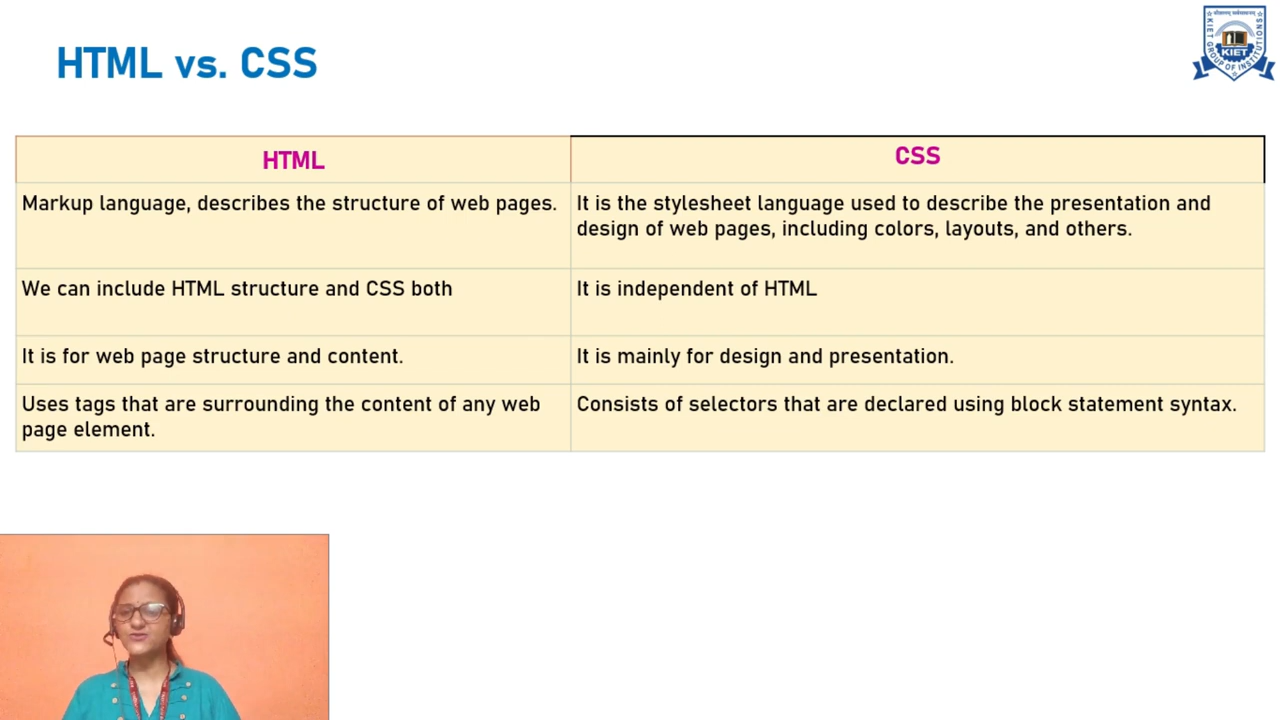 HTML vs. CSS
KIET GROUP OF INSTITUTIONS
KIET
HTML
CSS
Markup language, describes the structure of web pages.
It is the stylesheet language used to describe the presentation and
design of web pages, including colors, layouts, and others.
We can include HTML structure and CSS both
It is independent of HTML
It is for web page structure and content.
It is mainly for design and presentation.
Uses tags that are surrounding the content of any web
page element.
Consists of selectors that are declared using block statement syntax.